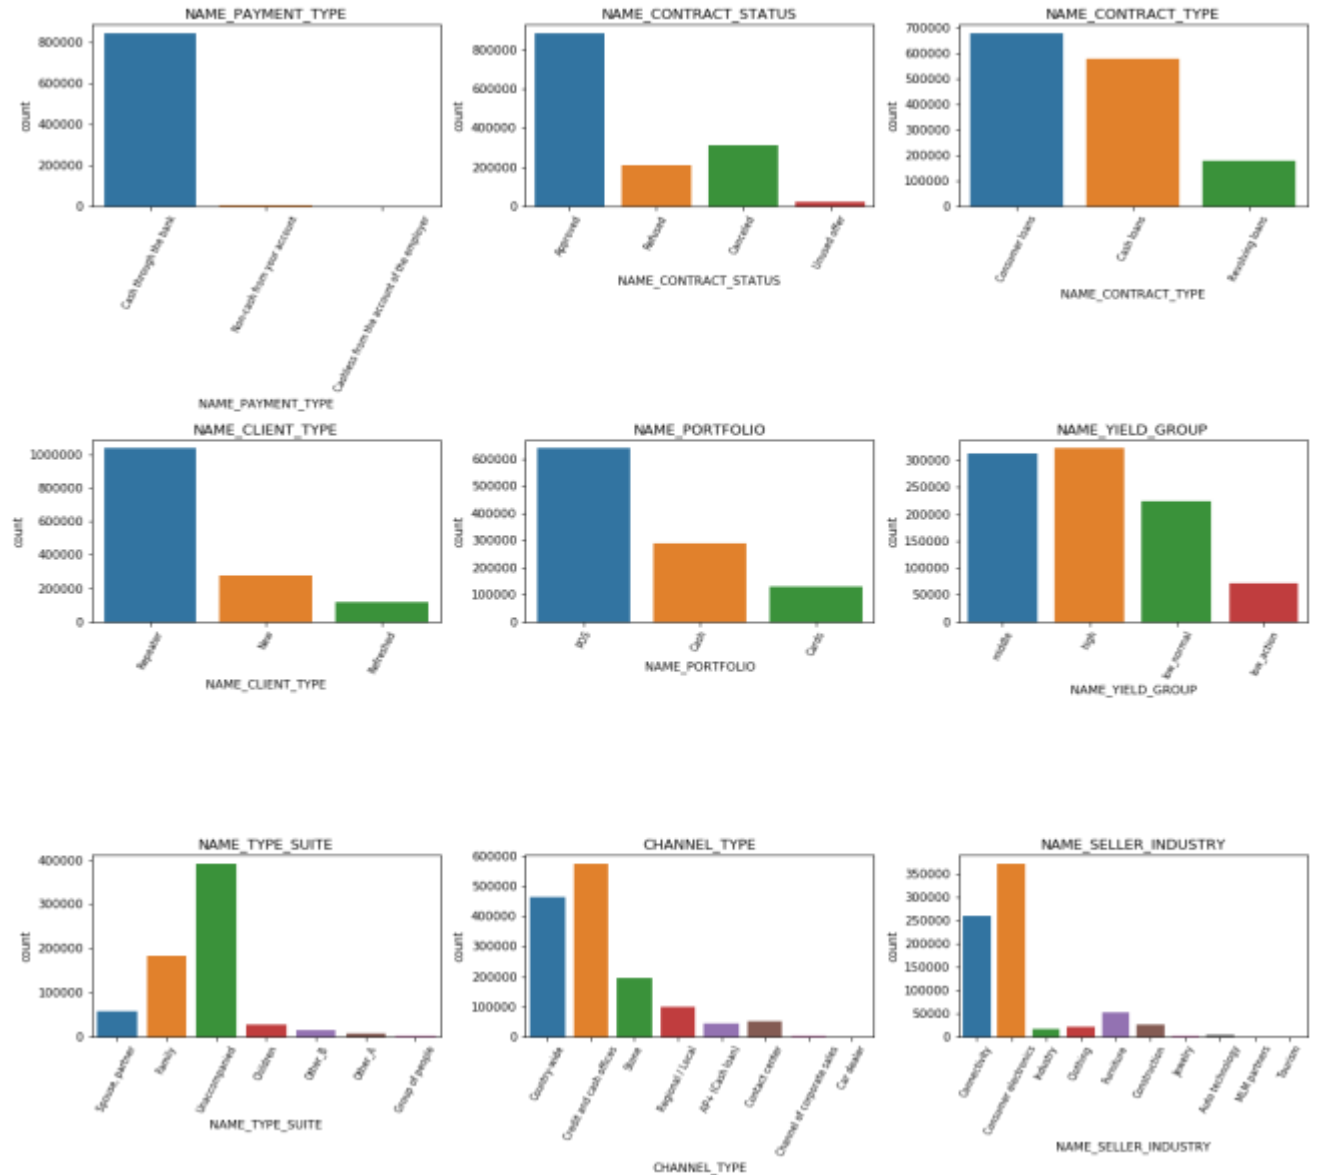 NAME_PAYMENT_TYPE
800000
600000
400000
200000
0
count
Cash through the bank
Non-cash from your account
Cashless from the account of the employer
NAME_PAYMENT_TYPE
NAME_CONTRACT_STATUS
800000
600000
400000
200000
0
count
Approved
Refused
Canceled
Unused offer
NAME_CONTRACT_STATUS
NAME_CONTRACT_TYPE
700000
600000
500000
400000
300000
200000
100000
0
count
Consumer loans
Cash loans
Revolving loans
NAME_CONTRACT_TYPE
NAME_CLIENT_TYPE
1000000
800000
600000
400000
200000
0
count
Repeater
New
Refreshed
NAME_CLIENT_TYPE
NAME_PORTFOLIO
600000
500000
400000
300000
200000
100000
0
count
POS
Cash
Cards
NAME_PORTFOLIO
NAME_YIELD_GROUP
300000
250000
200000
150000
100000
50000
0
count
middle
high
low_normal
low_action
NAME_YIELD_GROUP
NAME_TYPE_SUITE
400000
300000
200000
100000
0
count
Spouse, partner
Family
Unaccompanied
Children
Other_B
Other_A
Group of people
NAME_TYPE_SUITE
CHANNEL_TYPE
600000
500000
400000
300000
200000
100000
0
count
Country-wide
Credit and cash offices
Stone
Regional / Local
AP+ (Cash loan)
Contact center
Channel of corporate sales
Car dealer
CHANNEL_TYPE
NAME_SELLER_INDUSTRY
350000
300000
250000
200000
150000
100000
50000
0
count
Connectivity
Consumer electronics
Industry
Clothing
Furniture
Construction
Jewelry
Auto technology
MLM partners
Tourism
NAME_SELLER_INDUSTRY